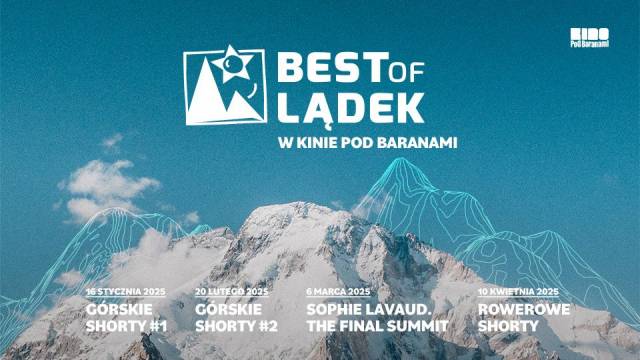 KINO
Pod Baranami
BEST OF
LĄDEK
W KINIE POD BARANAMI
16 STYCZNIA 2025
GÓRSKIE
SHORTY #1
20 LUTEGO 2025
GÓRSKIE
SHORTY #2
6 MARCA 2025
SOPHIE LAVAUD.
THE FINAL SUMMIT
10 KWIETNIA 2025
ROWEROWE
SHORTY